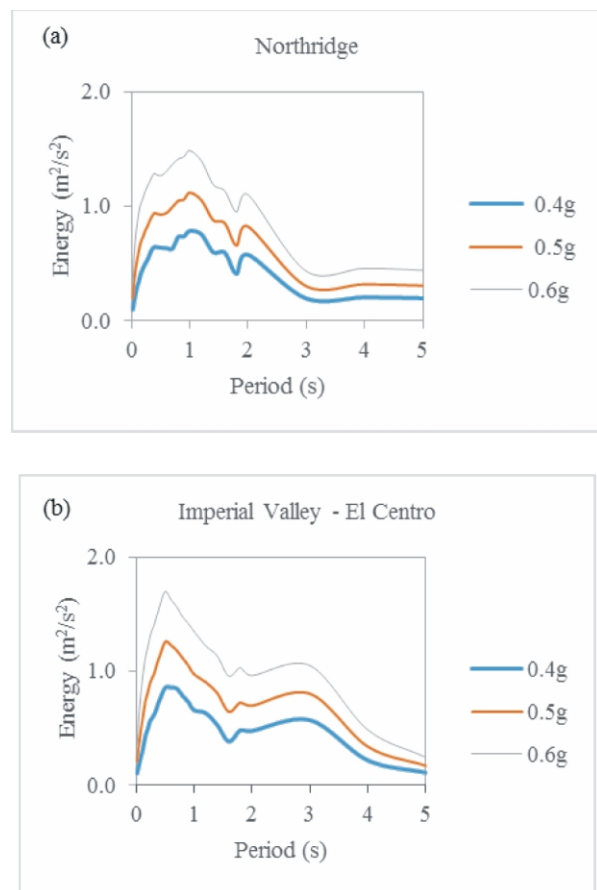 (a)
Northridge
2.0
1.0
0.0
Energy (m²/s²)
0 1 2 3 4 5
Period (s)
0.4g
0.5g
0.6g
(b)
Imperial Valley - El Centro
2.0
1.0
0.0
Energy (m²/s²)
0 1 2 3 4 5
Period (s)
0.4g
0.5g
0.6g